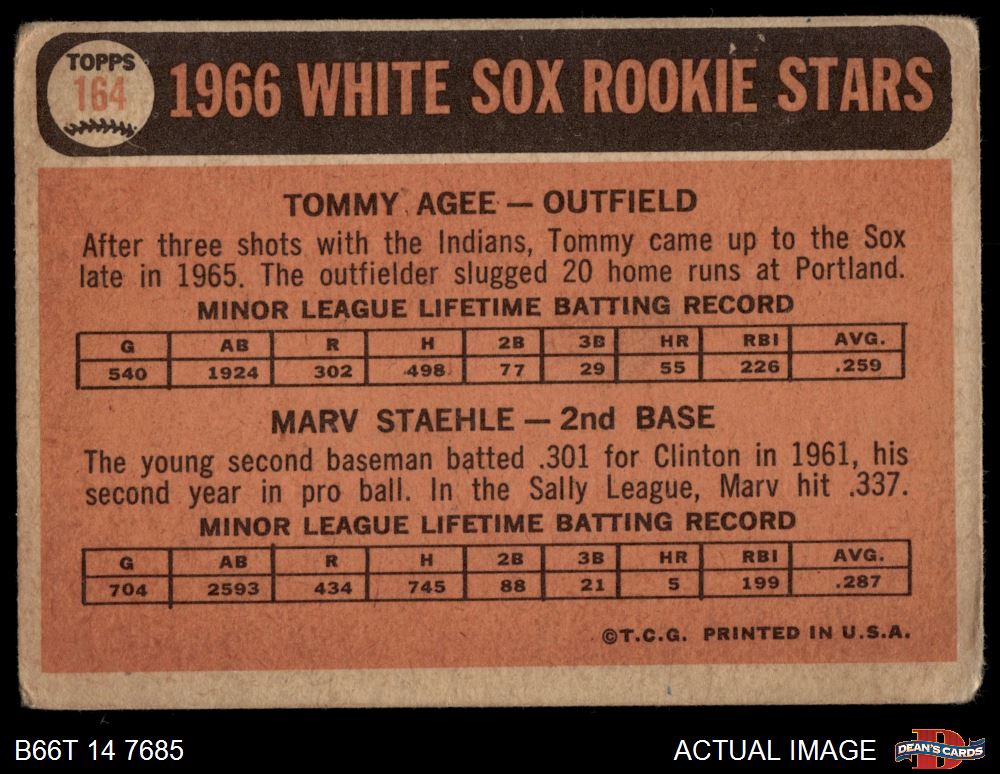 TOPPS
164
1966 WHITE SOX ROOKIE STARS
TOMMY AGEE — OUTFIELD
After three shots with the Indians, Tommy came up to the Sox
late in 1965. The outfielder slugged 20 home runs at Portland.
MINOR LEAGUE LIFETIME BATTING RECORD
G AB R H 2B 3B HR RBI AVG.
540 1924 302 498 77 29 55 226 .259
MARV STAEHLE — 2nd BASE
The young second baseman batted .301 for Clinton in 1961, his
second year in pro ball. In the Sally League, Marv hit .337.
MINOR LEAGUE LIFETIME BATTING RECORD
G AB R H 2B 3B HR RBI AVG.
704 2593 434 745 88 21 5 199 .287
©T.C.G. PRINTED IN U.S.A.
B66T 14 7685
ACTUAL IMAGE
DEAN'S CARDS